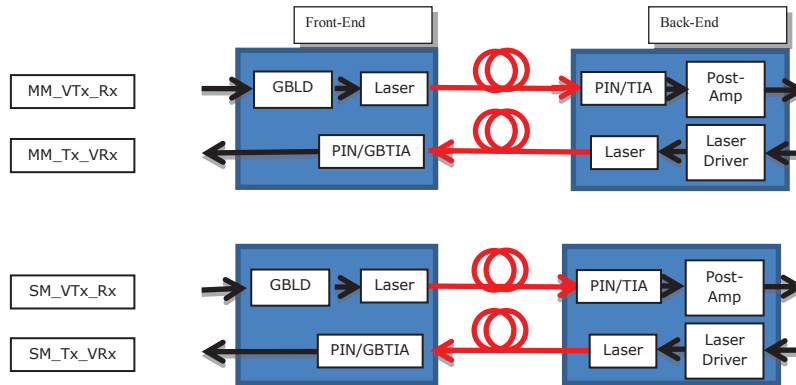 Front-End
Back-End
MM_VTx_Rx
GBLD
Laser
PIN/TIA
Post-
Amp
MM_Tx_VRx
PIN/GBTIA
Laser
Laser
Driver
SM_VTx_Rx
GBLD
Laser
PIN/TIA
Post-
Amp
SM_Tx_VRx
PIN/GBTIA
Laser
Laser
Driver